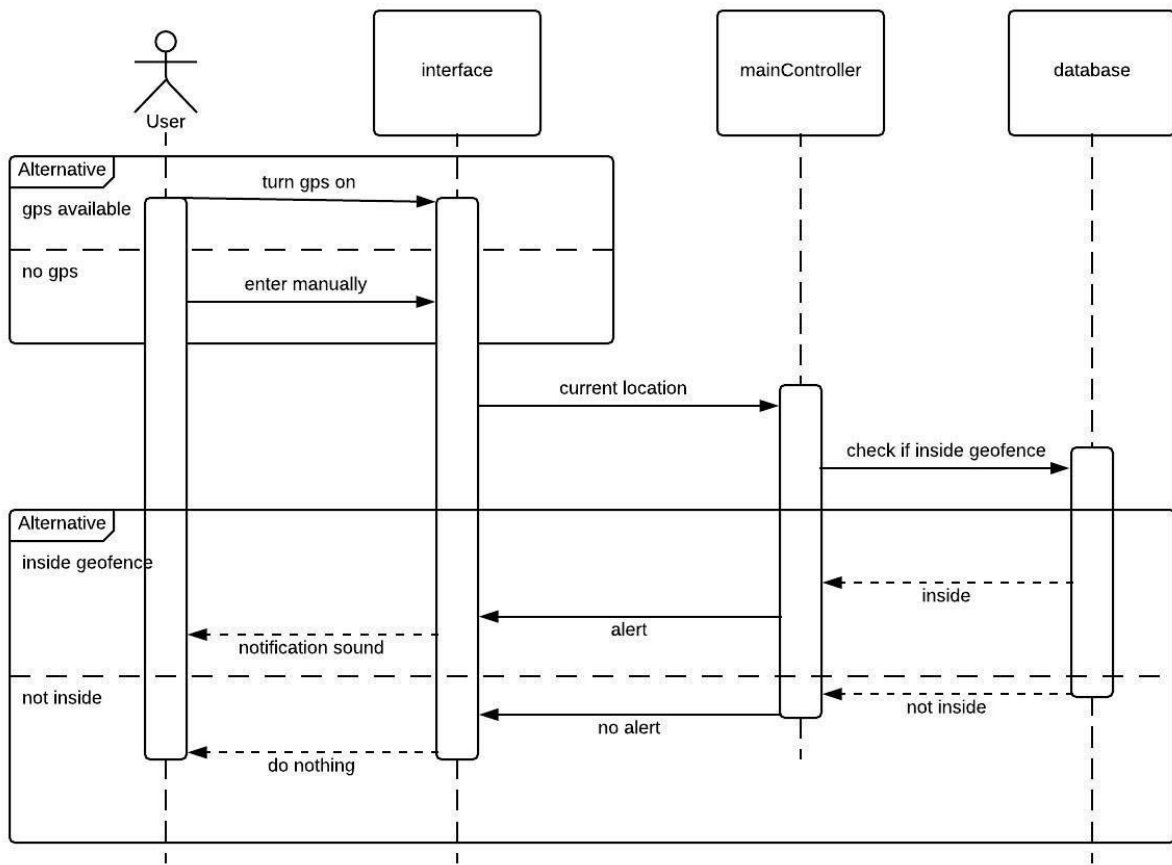 User
interface
mainController
database
Alternative
turn gps on
gps available
no gps
enter manually
current location
check if inside geofence
Alternative
inside geofence
inside
alert
notification sound
not inside
not inside
no alert
do nothing